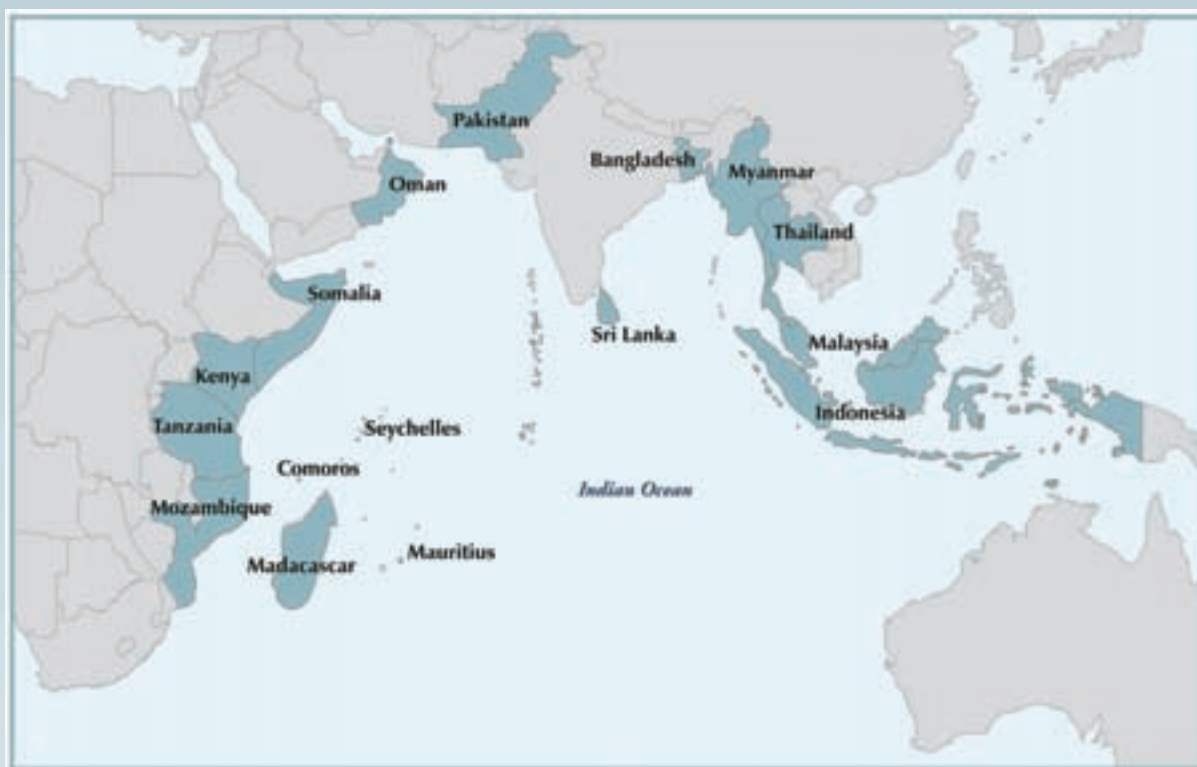 Pakistan
Bangladesh
Myanmar
Oman
Thailand
Somalia
Sri Lanka
Malaysia
Kenya
Indonesia
Tanzania
Seychelles
Comoros
Indian Ocean
Mozambique
Mauritius
Madacascar